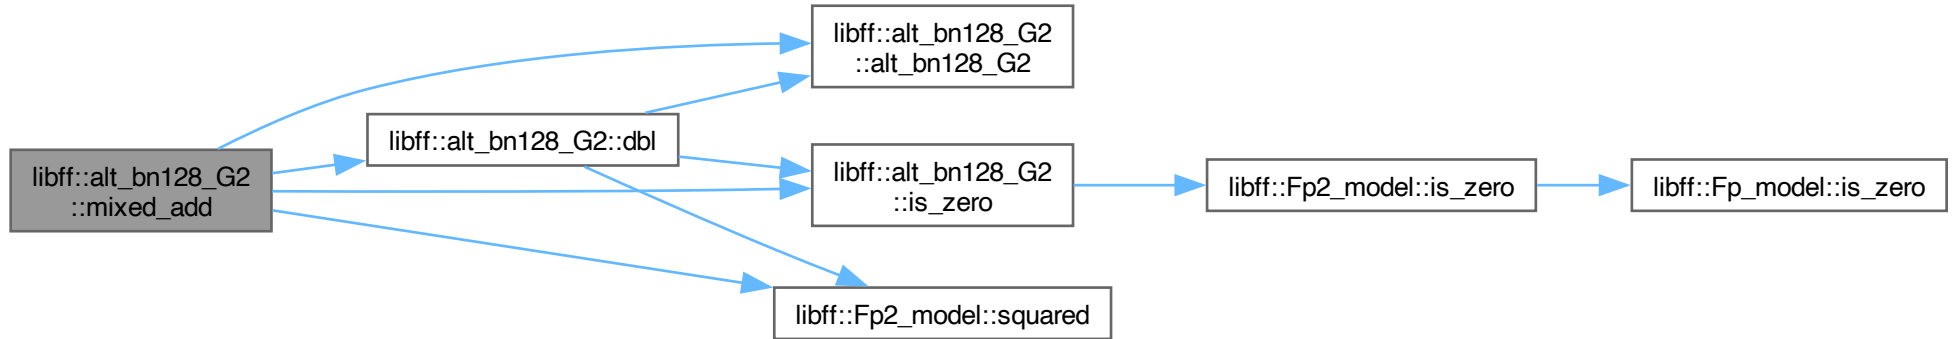 libff::alt_bn128_G2
::mixed_add
libff::alt_bn128_G2::dbl
libff::alt_bn128_G2
::alt_bn128_G2
libff::alt_bn128_G2
::is_zero
libff::Fp2_model::squared
libff::Fp2_model::is_zero
libff::Fp_model::is_zero